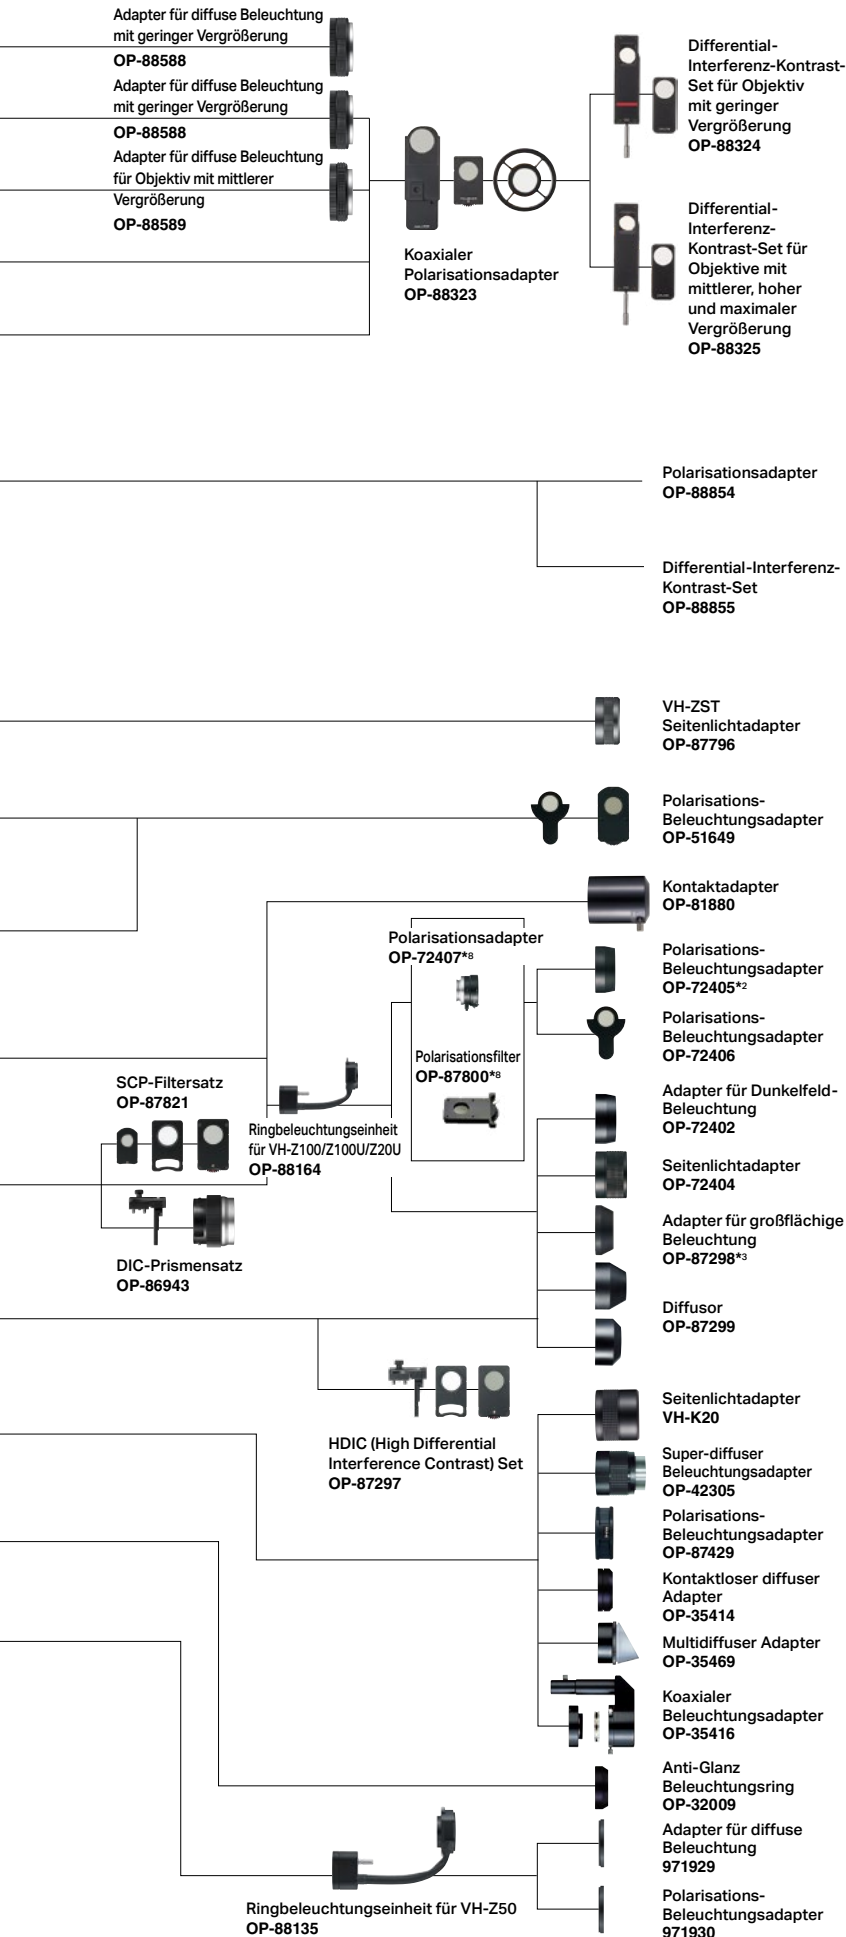 Adapter für diffuse Beleuchtung
mit geringer Vergrößerung
OP-88588
Adapter für diffuse Beleuchtung
mit geringer Vergrößerung
OP-88588
Adapter für diffuse Beleuchtung
für Objektiv mit mittlerer
Vergrößerung
OP-88589
Koaxialer
Polarisationsadapter
OP-88323
Differential-
Interferenz-Kontrast-
Set für Objektiv
mit geringer
Vergrößerung
OP-88324
Differential-
Interferenz-
Kontrast-Set für
Objektive mit
mittlerer, hoher
und maximaler
Vergrößerung
OP-88325
Polarisationsadapter
OP-88854
Differential-Interferenz-
Kontrast-Set
OP-88855
VH-ZST
Seitenlichtadapter
OP-87796
Polarisations-
Beleuchtungsadapter
OP-51649
Kontaktadapter
OP-81880
Polarisationsadapter
OP-72407*8
Polarisationsfilter
OP-87800*8
Polarisations-
Beleuchtungsadapter
OP-72405*2
Polarisations-
Beleuchtungsadapter
OP-72406
SCP-Filtersatz
OP-87821
Ringbeleuchtungseinheit
für VH-Z100/Z100U/Z20U
OP-88164
DIC-Prismensatz
OP-86943
Adapter für Dunkelfeld-
Beleuchtung
OP-72402
Seitenlichtadapter
OP-72404
Adapter für großflächige
Beleuchtung
OP-87298*3
Diffusor
OP-87299
HDIC (High Differential
Interference Contrast) Set
OP-87297
Seitenlichtadapter
VH-K20
Super-diffuser
Beleuchtungsadapter
OP-42305
Polarisations-
Beleuchtungsadapter
OP-87429
Kontaktloser diffuser
Adapter
OP-35414
Multidiffuser Adapter
OP-35469
Koaxialer
Beleuchtungsadapter
OP-35416
Anti-Glanz
Beleuchtungsring
OP-32009
Adapter für diffuse
Beleuchtung
971929
Ringbeleuchtungseinheit für VH-Z50
OP-88135
Polarisations-
Beleuchtungsadapter
971930